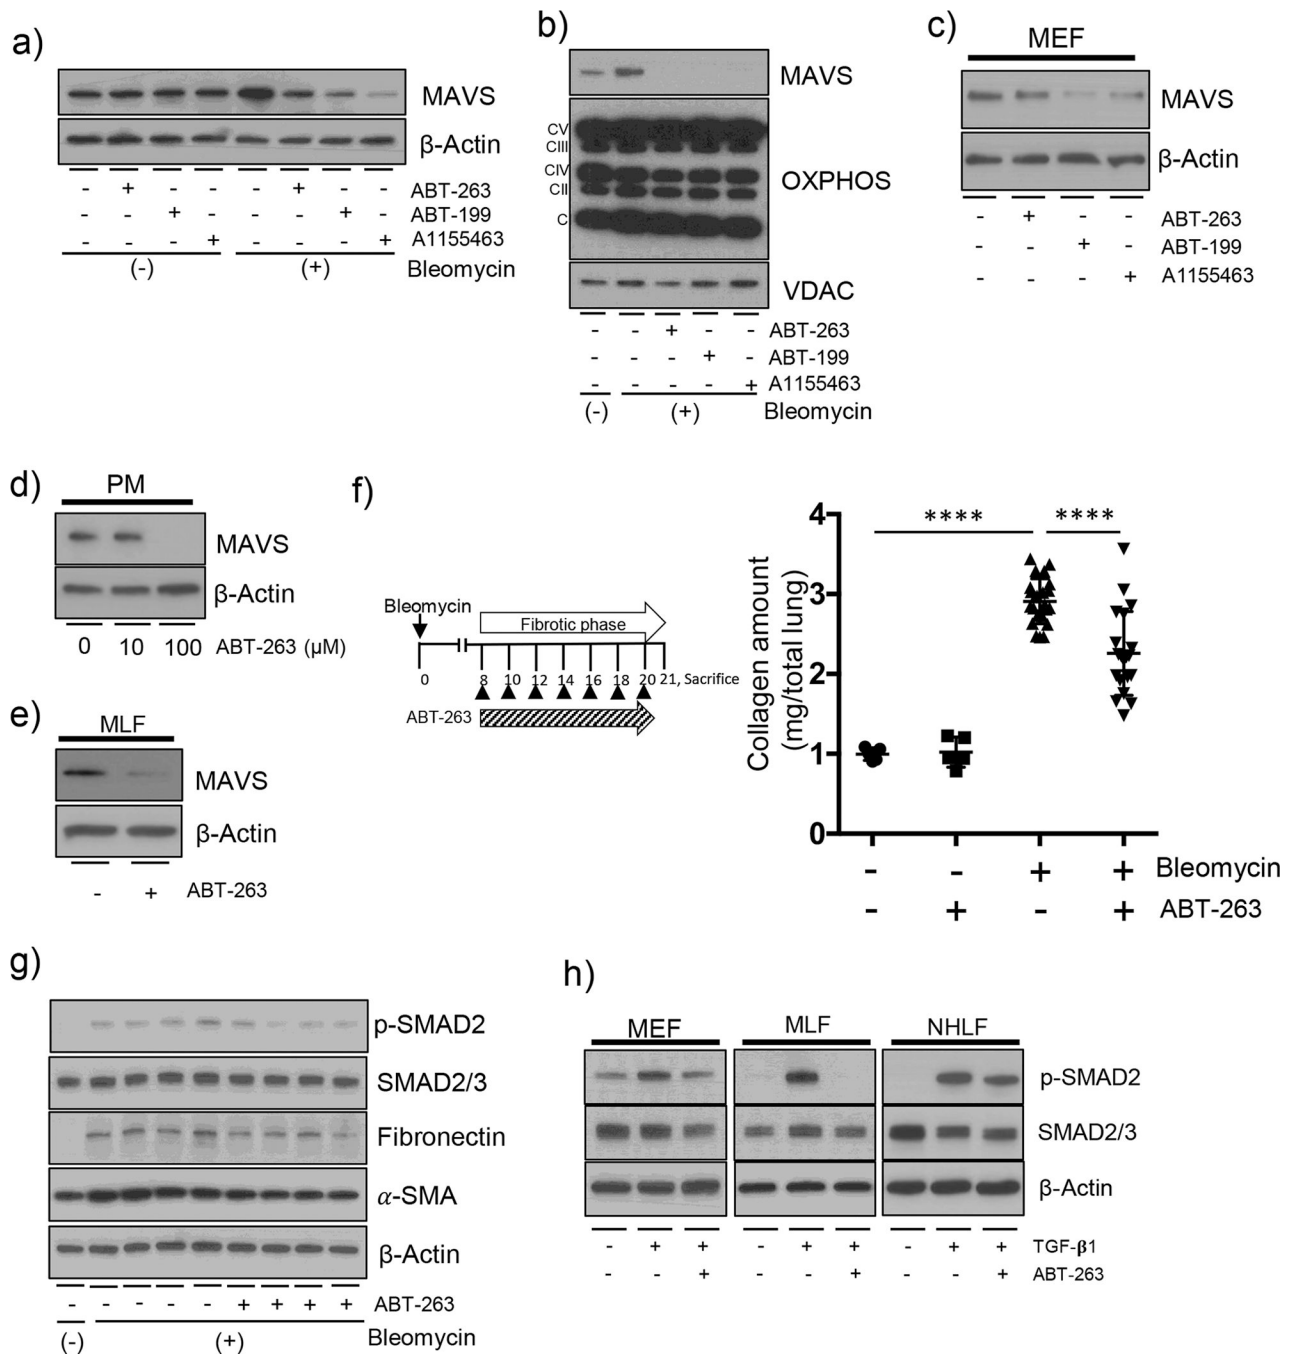 a)
MAVS
β-Actin
- + - - - + - - ABT-263
- - + - - - + - ABT-199
- - - + - - - + A1155463
(-) (+) Bleomycin
b)
MAVS
CV
CIII
CIV
CII
C
OXPHOS
VDAC
- - + - - ABT-263
- - - + - ABT-199
- - - - + A1155463
(-) (+) Bleomycin
c)
MEF
MAVS
β-Actin
- + - - ABT-263
- - + - ABT-199
- - - + A1155463
d)
PM
MAVS
β-Actin
0 10 100 ABT-263 (µM)
e)
MLF
MAVS
β-Actin
- + ABT-263
f)
Bleomycin
Fibrotic phase
0 8 10 12 14 16 18 20 21, Sacrifice
ABT-263
Collagen amount
(mg/total lung)
4
3
2
1
0
**** ****
- - + + Bleomycin
- + - + ABT-263
g)
p-SMAD2
SMAD2/3
Fibronectin
α-SMA
β-Actin
- - - - - + + + + ABT-263
(-) (+) Bleomycin
h)
MEF MLF NHLF
p-SMAD2
SMAD2/3
β-Actin
- + + - + + - + + TGF-β1
- - + - - + - - + ABT-263